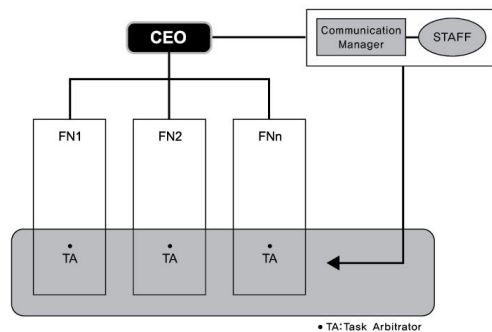 CEO
Communication
Manager
STAFF
FN1
FN2
FNn
• TA
• TA
• TA
• TA:Task Arbitrator